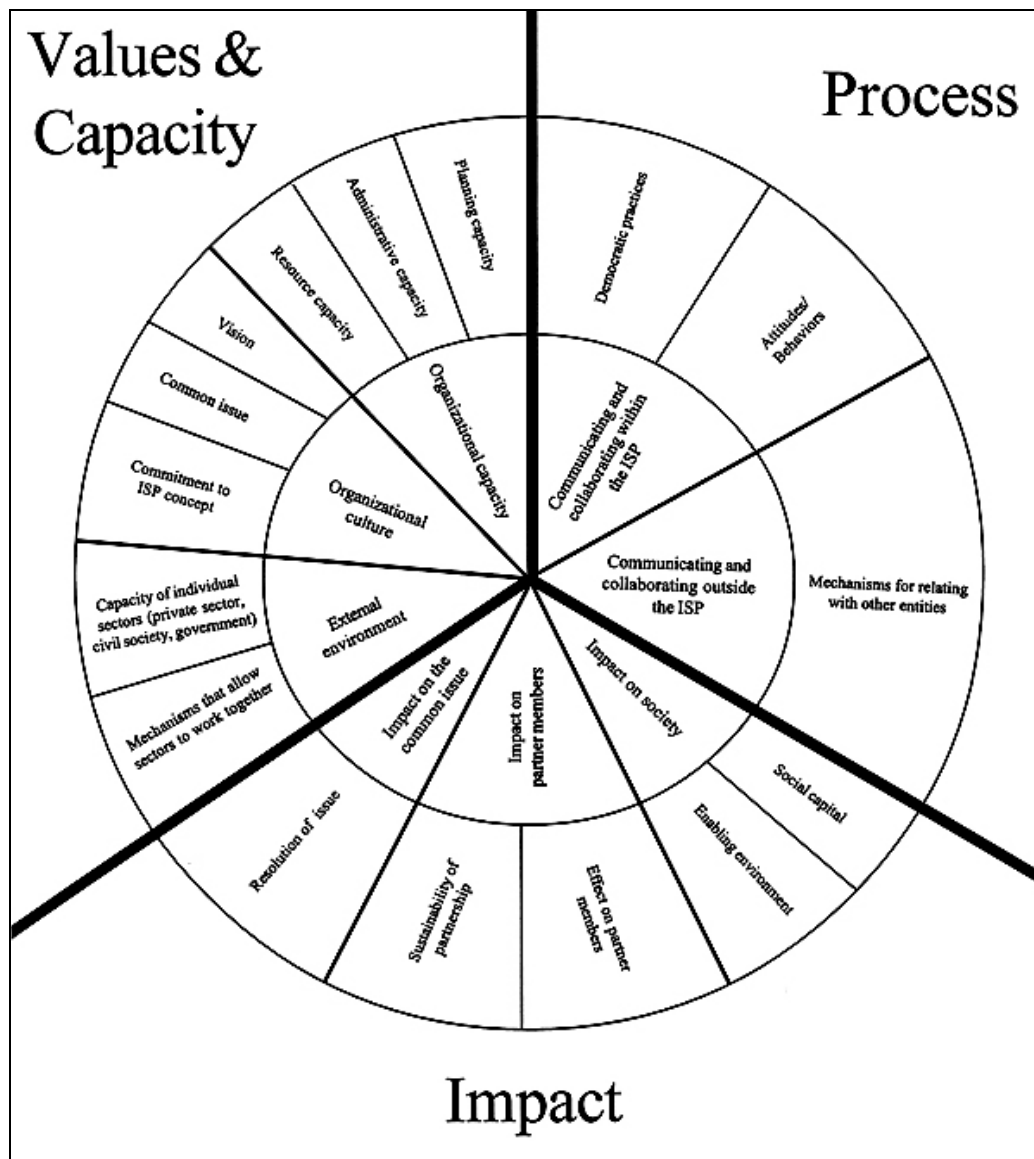 Values &
Capacity
Process
Planning capacity
Administrative capacity
Resource capacity
Vision
Common issue
Commitment to
ISP concept
Capacity of individual
sectors (private sector,
civil society, government)
Mechanisms that allow
sectors to work together
Organizational capacity
Organizational
culture
External
environment
Democratic practices
Attitudes/
Behaviors
Communicating and
collaborating within
the ISP
Communicating and
collaborating outside
the ISP
Mechanisms for relating
with other entities
Impact on the
common issue
Impact on
partner members
Impact on society
Resolution of issue
Sustainability of
partnership
Effect on partner
members
Enabling environment
Social capital
Impact